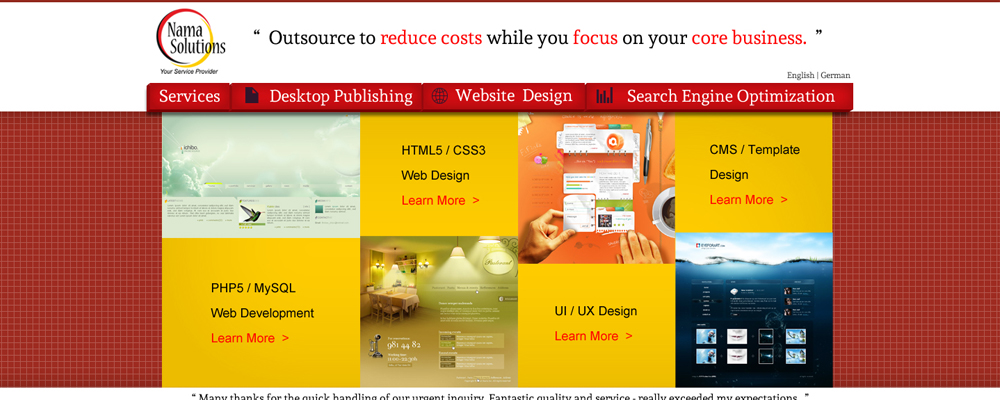 Nama
Solutions
Your Service Provider
“ Outsource to reduce costs while you focus on your core business. ”
English | German
Services
Desktop Publishing
Website Design
Search Engine Optimization
HTML5 / CSS3
Web Design
Learn More >
CMS / Template
Design
Learn More >
PHP5 / MySQL
Web Development
Learn More >
UI / UX Design
Learn More >
981 44 82
“ Many thanks for the quick handling of our urgent inquiry. Fantastic quality and service - really exceeded my expectations. ”